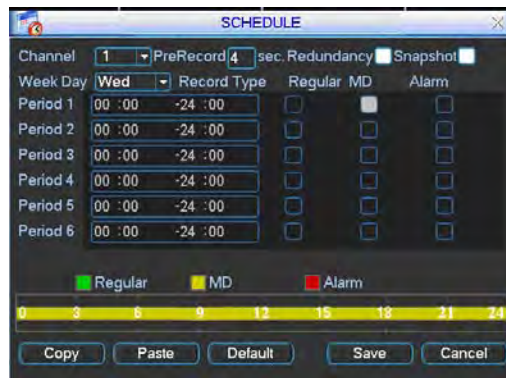 SCHEDULE
Channel 1 PreRecord 4 sec. Redundancy Snapshot
Week Day Wed Record Type Regular MD Alarm
Period 1 00 :00 -24 :00
Period 2 00 :00 -24 :00
Period 3 00 :00 -24 :00
Period 4 00 :00 -24 :00
Period 5 00 :00 -24 :00
Period 6 00 :00 -24 :00
Regular MD Alarm
0 3 6 9 12 15 18 21 24
Copy Paste Default Save Cancel